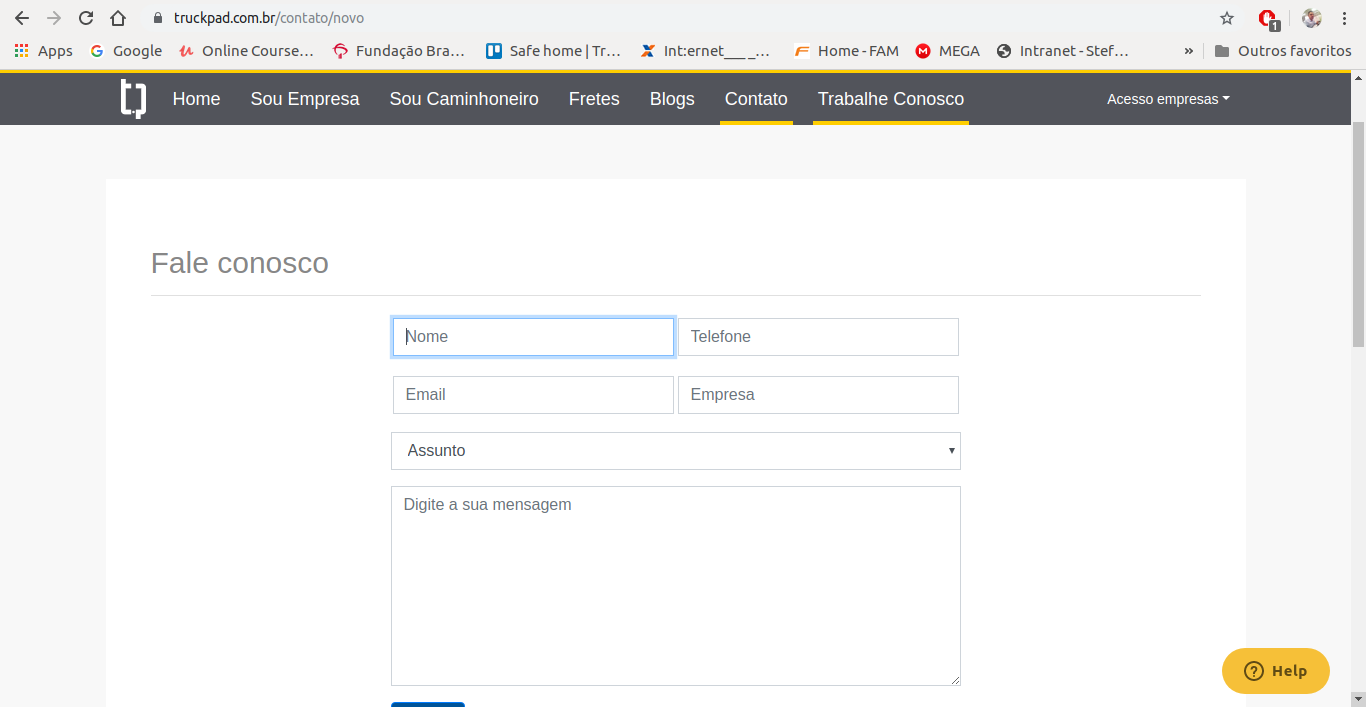 truckpad.com.br/contato/novo
1
Apps Google Online Course... Fundação Bra... Safe home | Tr... Int:ernet___ _... Home - FAM MEGA Intranet - Stef... » Outros favoritos
Home Sou Empresa Sou Caminhoneiro Fretes Blogs Contato Trabalhe Conosco Acesso empresas
Fale conosco
Nome Telefone
Email Empresa
Assunto
Digite a sua mensagem
? Help